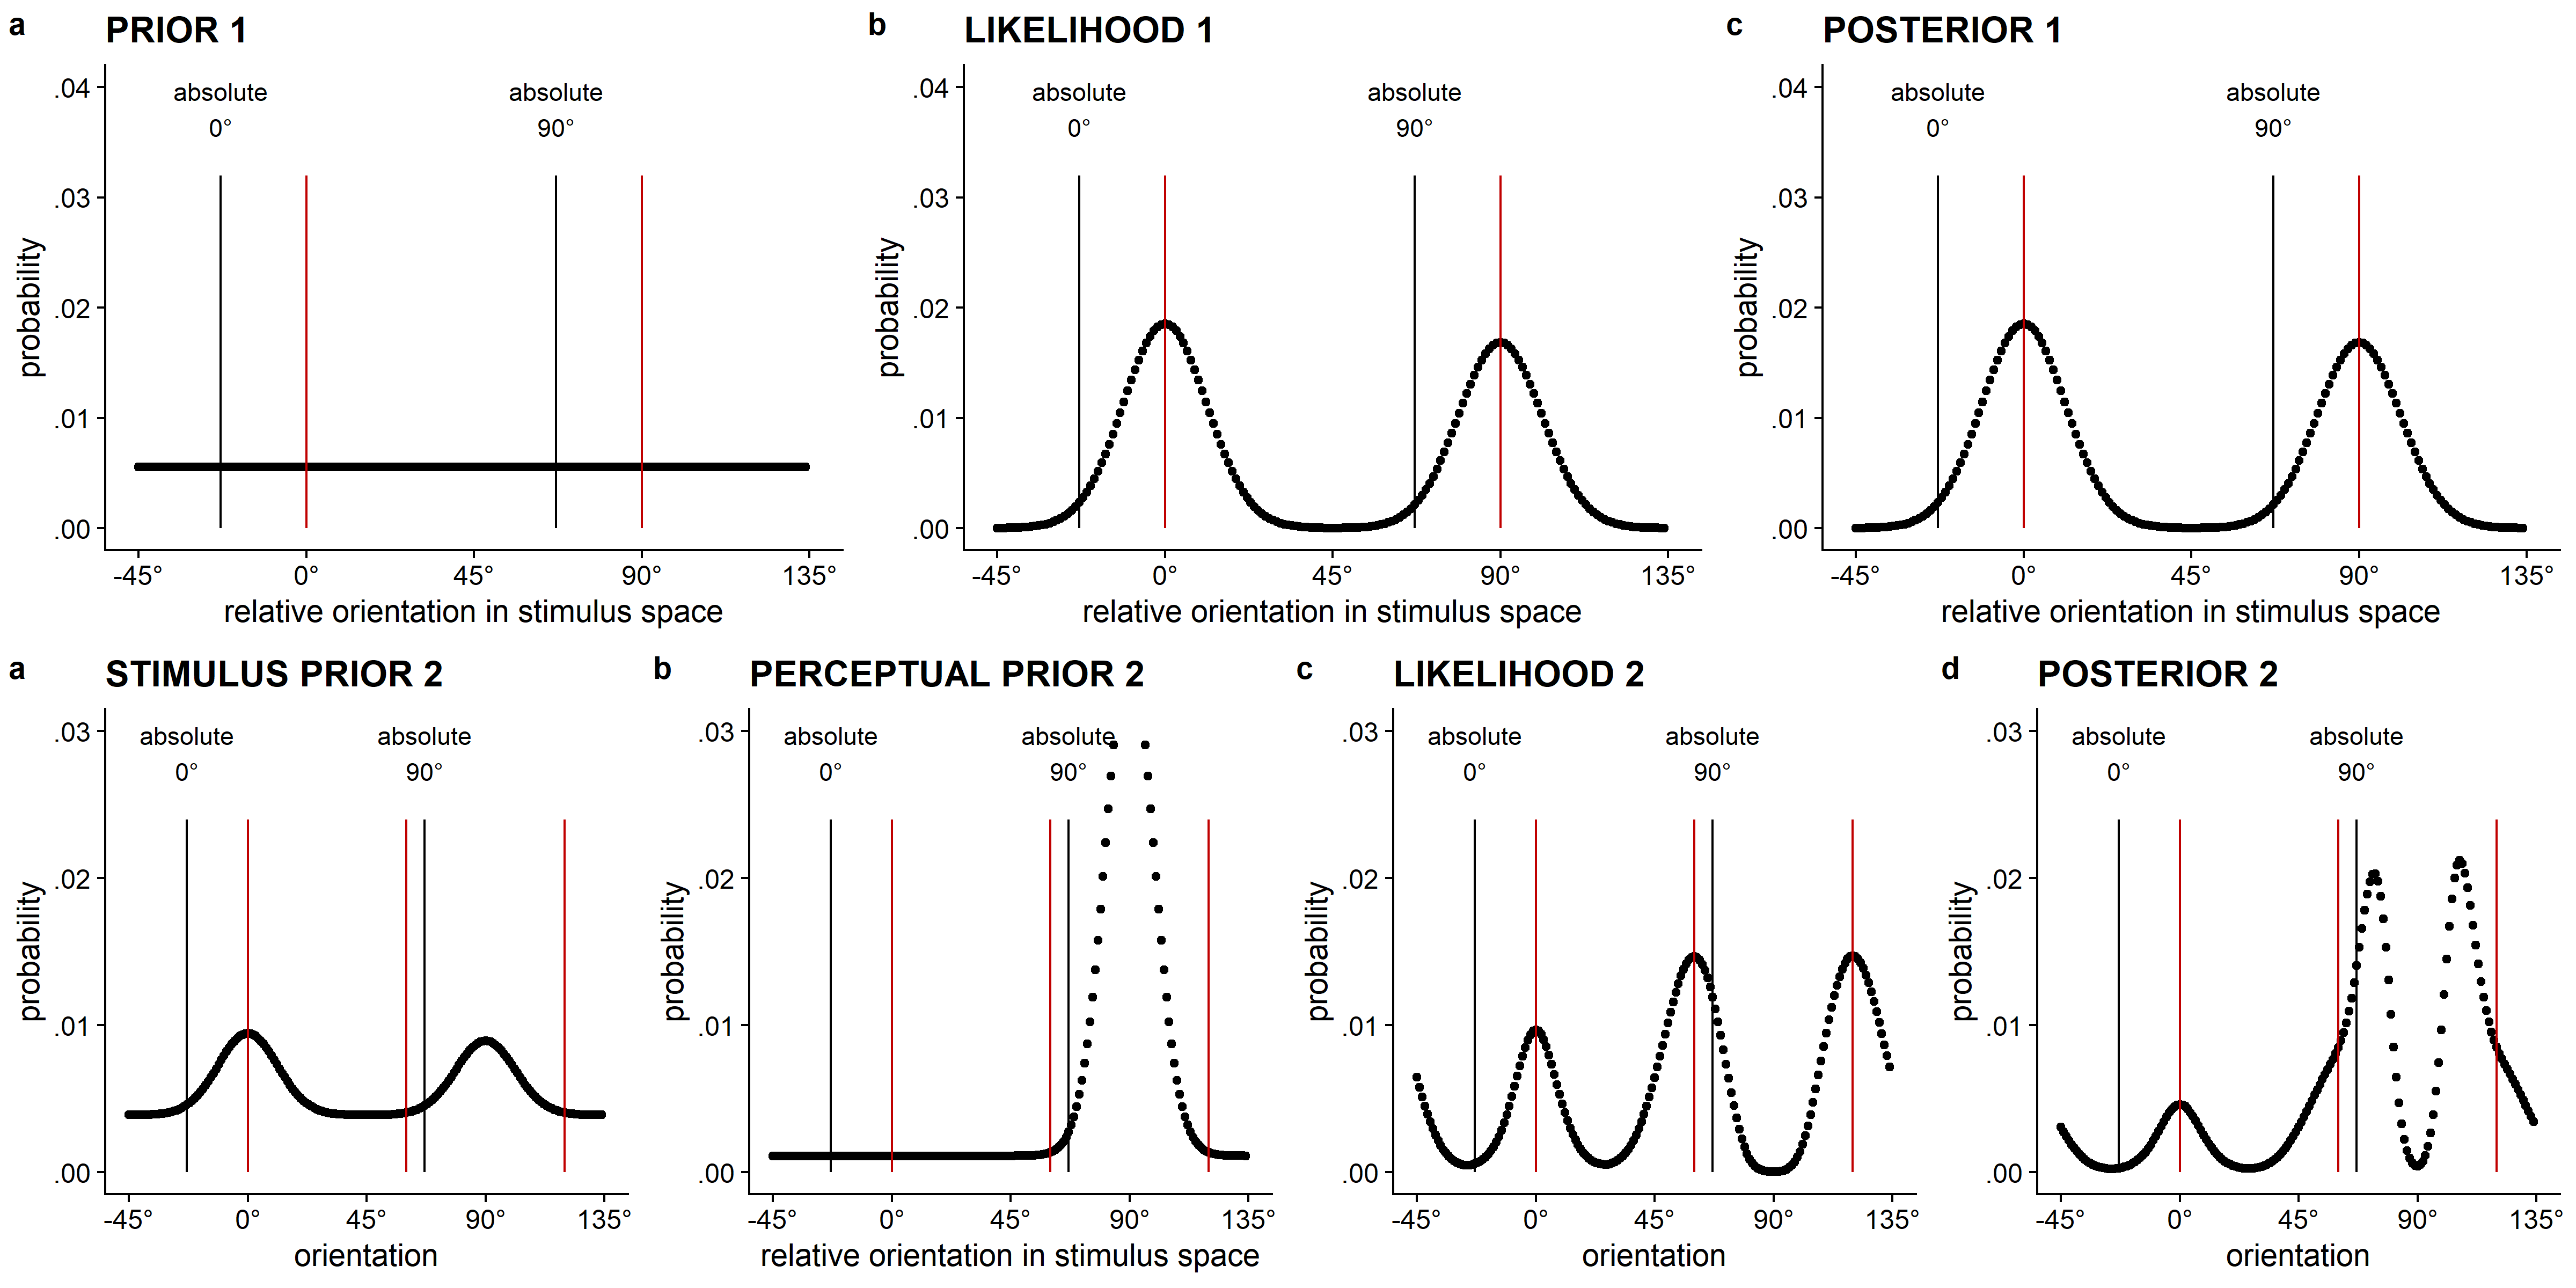 a PRIOR 1
.04
.03
.02
.01
.00
probability
absolute
0°
absolute
90°
-45° 0° 45° 90° 135°
relative orientation in stimulus space
b LIKELIHOOD 1
.04
.03
.02
.01
.00
probability
absolute
0°
absolute
90°
-45° 0° 45° 90° 135°
relative orientation in stimulus space
c POSTERIOR 1
.04
.03
.02
.01
.00
probability
absolute
0°
absolute
90°
-45° 0° 45° 90° 135°
relative orientation in stimulus space
a STIMULUS PRIOR 2
.03
.02
.01
.00
probability
absolute
0°
absolute
90°
-45° 0° 45° 90° 135°
orientation
b PERCEPTUAL PRIOR 2
.03
.02
.01
.00
probability
absolute
0°
absolute
90°
-45° 0° 45° 90° 135°
relative orientation in stimulus space
c LIKELIHOOD 2
.03
.02
.01
.00
probability
absolute
0°
absolute
90°
-45° 0° 45° 90° 135°
orientation
d POSTERIOR 2
.03
.02
.01
.00
probability
absolute
0°
absolute
90°
-45° 0° 45° 90° 135°
orientation